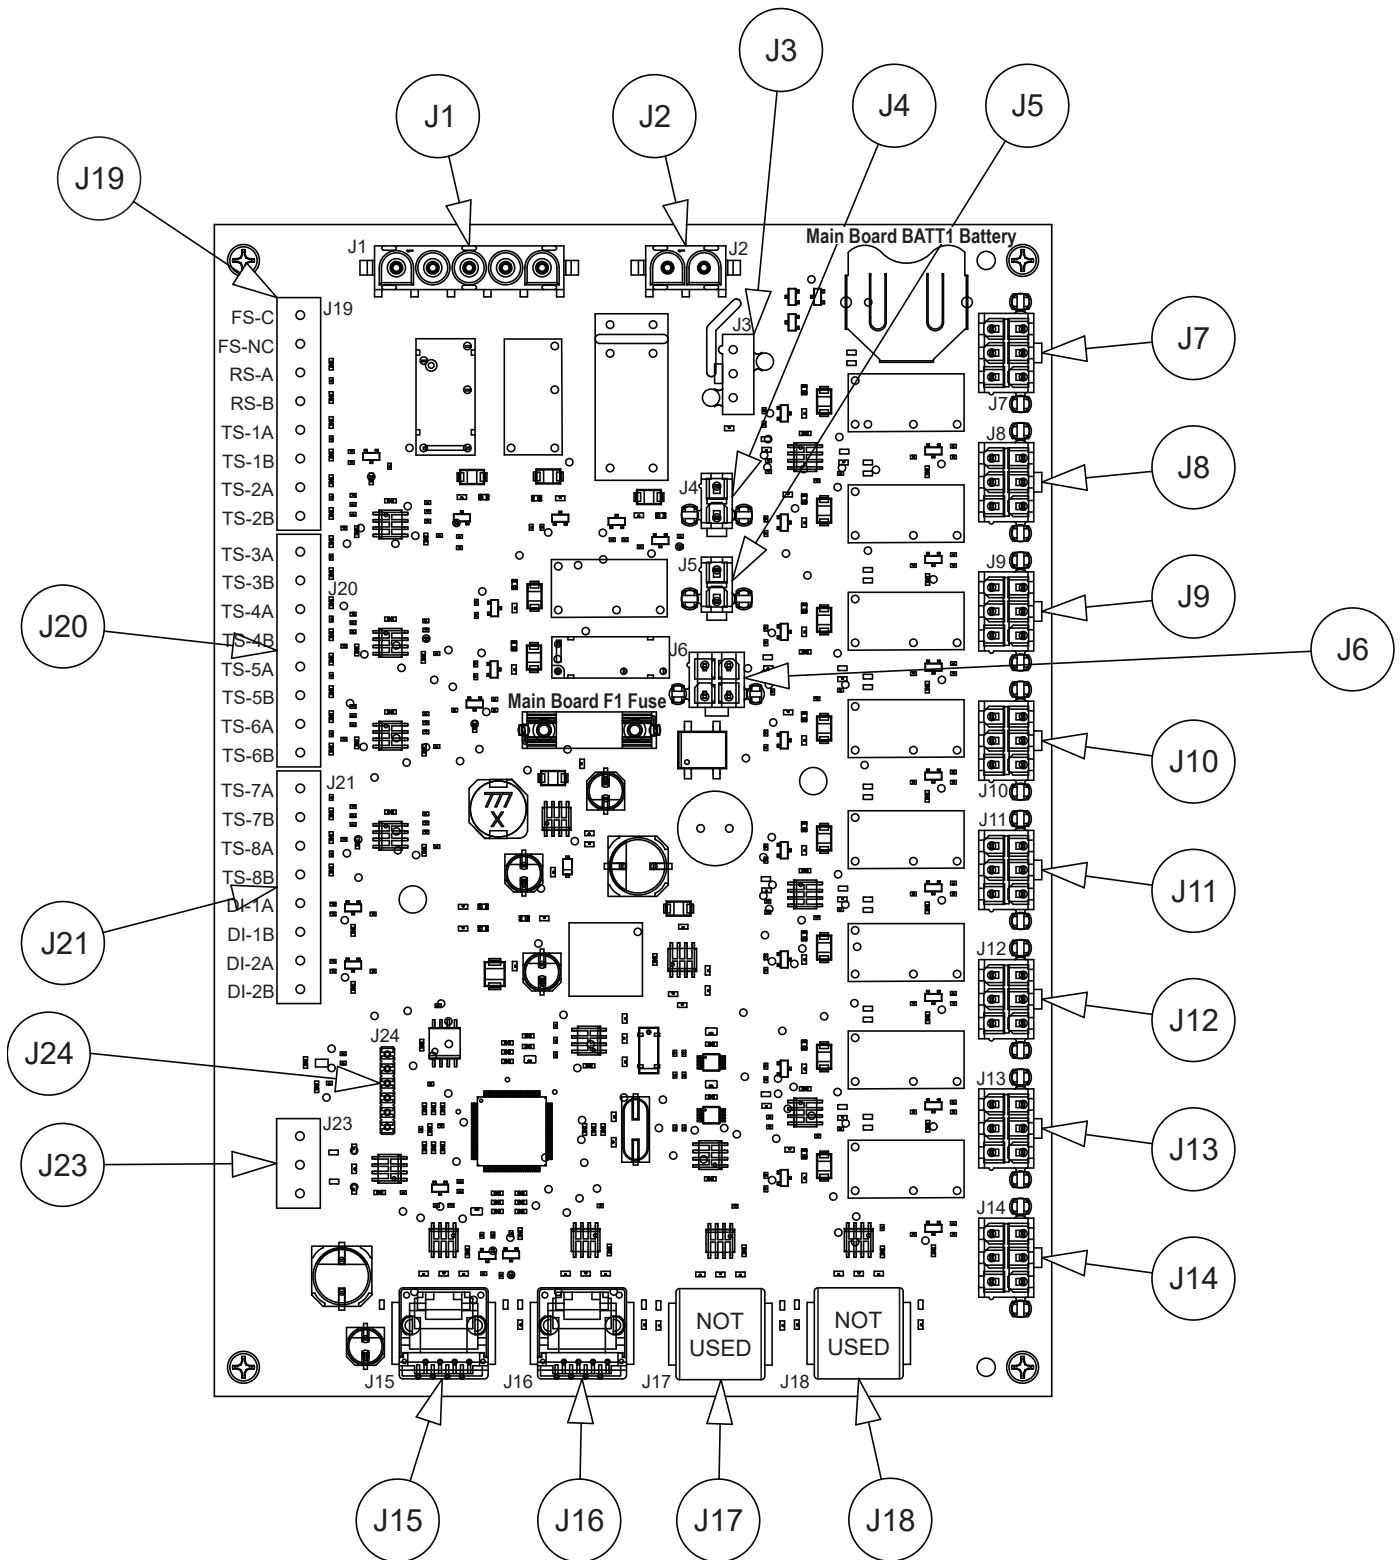 J3
J4
J5
J1
J2
J19
Main Board BATT1 Battery
J1
J2
J19
J3
FS-C
FS-NC
RS-A
RS-B
TS-1A
TS-1B
TS-2A
TS-2B
J7
J7
J8
J8
J4
TS-3A
TS-3B
TS-4A
TS-4B
TS-5A
TS-5B
TS-6A
TS-6B
J20
J20
J5
J9
J9
J6
J6
Main Board F1 Fuse
J10
J10
J21
TS-7A
TS-7B
TS-8A
TS-8B
DI-1A
DI-1B
DI-2A
DI-2B
777
X
J11
J11
J21
J12
J12
J24
J24
J13
J13
J23
J23
J14
J14
NOT
USED
NOT
USED
J15
J16
J17
J18
J15
J16
J17
J18